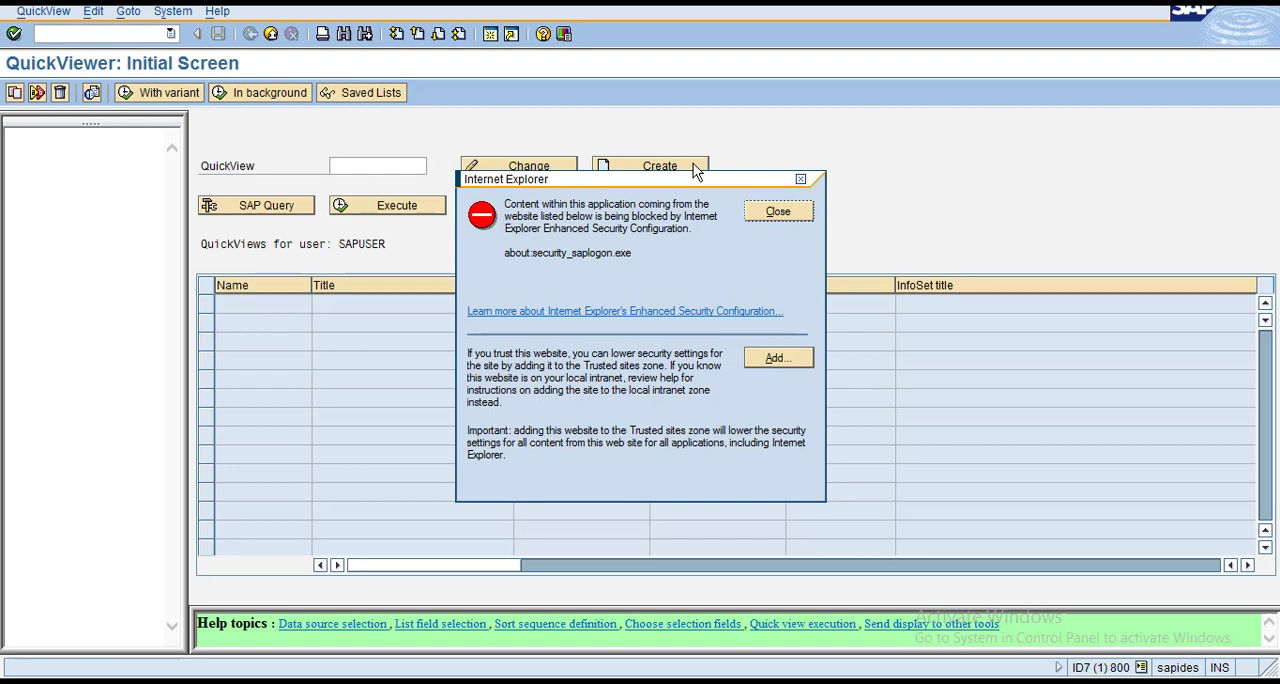 QuickView Edit Goto System Help
SAP
QuickViewer: Initial Screen
With variant In background Saved Lists
QuickView Change Create
Internet Explorer
Content within this application coming from the
website listed below is being blocked by Internet
Explorer Enhanced Security Configuration.
Close
about:security_saplogon.exe
SAP Query Execute
QuickViews for user: SAPUSER
Name Title InfoSet title
Learn more about Internet Explorer's Enhanced Security Configuration...
If you trust this website, you can lower security settings for
the site by adding it to the Trusted sites zone. If you know
this website is on your local intranet, review help for
instructions on adding the site to the local intranet zone
instead.
Add...
Important: adding this website to the Trusted sites zone will lower the security
settings for all content from this web site for all applications, including Internet
Explorer.
Help topics : Data source selection , List field selection , Sort sequence definition , Choose selection fields , Quick view execution , Send display to other tools
Activate Windows
Go to System in Control Panel to activate Windows.
ID7 (1) 800 sapides INS